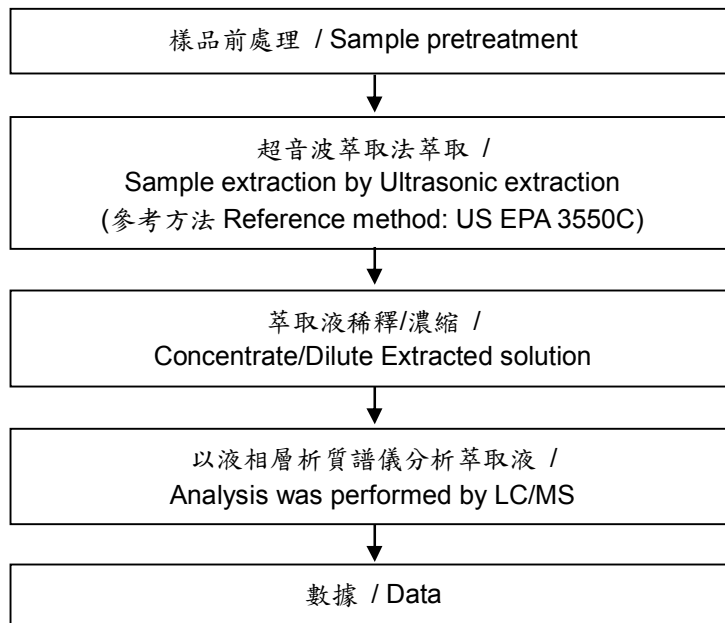 樣品前處理 / Sample pretreatment
超音波萃取法萃取 /
Sample extraction by Ultrasonic extraction
(參考方法 Reference method: US EPA 3550C)
萃取液稀釋/濃縮 /
Concentrate/Dilute Extracted solution
以液相層析質譜儀分析萃取液 /
Analysis was performed by LC/MS
數據 / Data